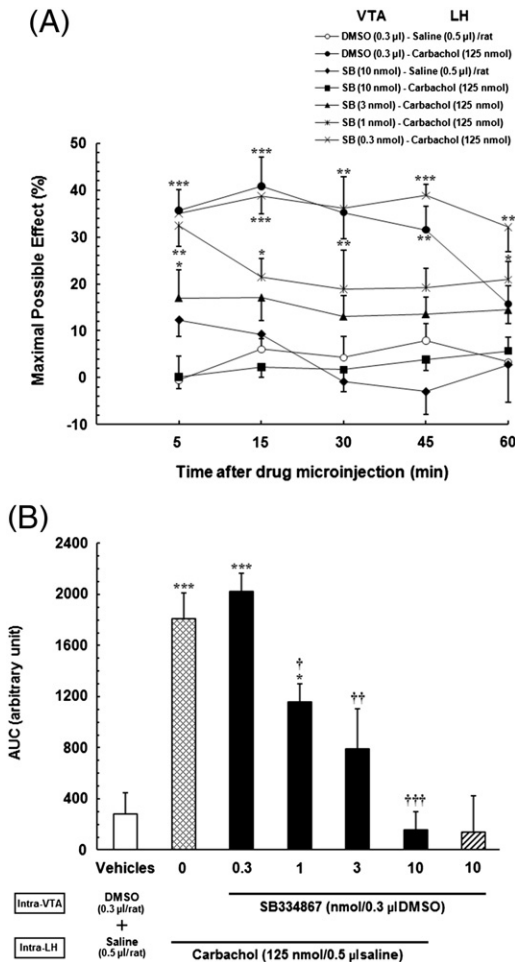 (A)
VTA LH
DMSO (0.3 µl) - Saline (0.5 µl) /rat
DMSO (0.3 µl) - Carbachol (125 nmol)
SB (10 nmol) - Saline (0.5 µl) /rat
SB (10 nmol) - Carbachol (125 nmol)
SB (3 nmol) - Carbachol (125 nmol)
SB (1 nmol) - Carbachol (125 nmol)
SB (0.3 nmol) - Carbachol (125 nmol)
Maximal Possible Effect (%)
50
40
30
20
10
0
-10
*** *** ** *** **
*** ** ** *
** *
*
5 15 30 45 60
Time after drug microinjection (min)
(B)
AUC (arbitrary unit)
2400
2000
1600
1200
800
400
0
*** ***
† 
* 
†† 
†††
Vehicles 0 0.3 1 3 10 10
Intra-VTA DMSO (0.3 µl/rat) SB334867 (nmol/0.3 µlDMSO)
+
Intra-LH Saline (0.5 µl/rat) Carbachol (125 nmol/0.5 µlsaline)